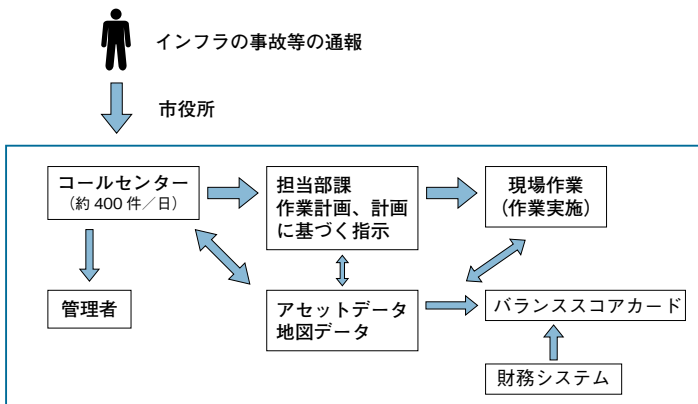 インフラの事故等の通報
市役所
コールセンター
（約 400 件／日）
担当部課
作業計画、計画
に基づく指示
現場作業
（作業実施）
管理者
アセットデータ
地図データ
バランススコアカード
財務システム